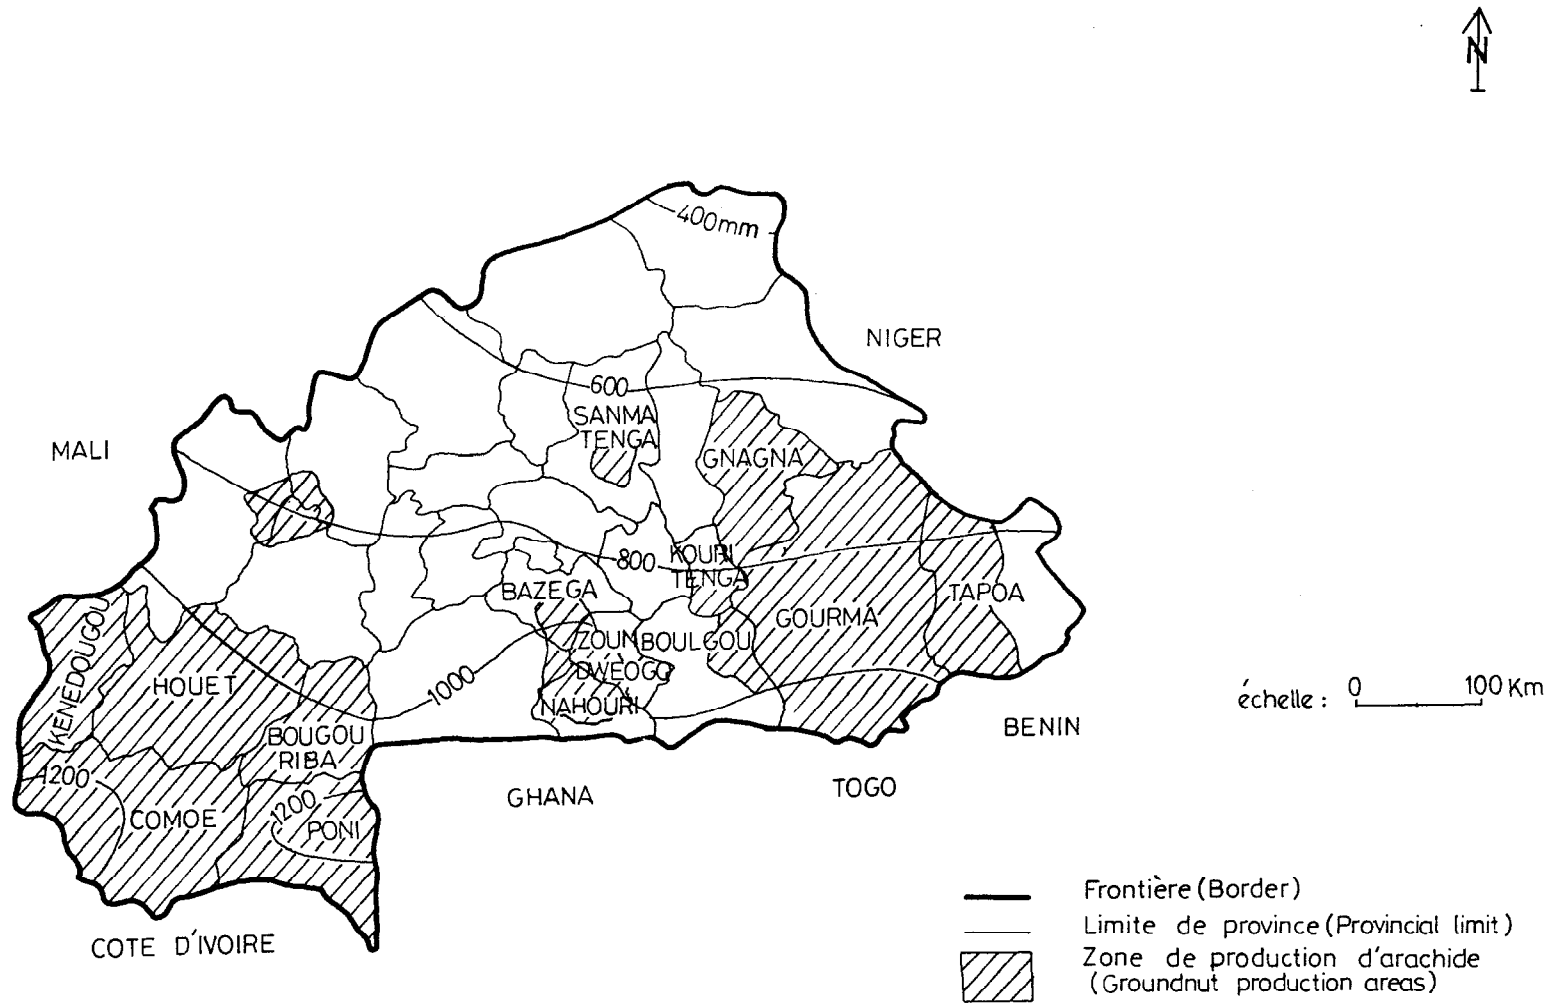 N
400mm
NIGER
600
SANMA
TENGA
MALI
GNAGNA
800
KOURI
TENGA
BAZEGA
TAPOA
GOURMA
KENEDOUGOU
ZOUN
BOULGOU
DWEOGO
HOUET
1000
NAHOURI
échelle : 0 100 Km
BOUGOU
RIBA
BENIN
1200
GHANA
TOGO
1200
COMOE
PONI
COTE D'IVOIRE
Frontière (Border)
Limite de province (Provincial limit)
Zone de production d'arachide
(Groundnut production areas)